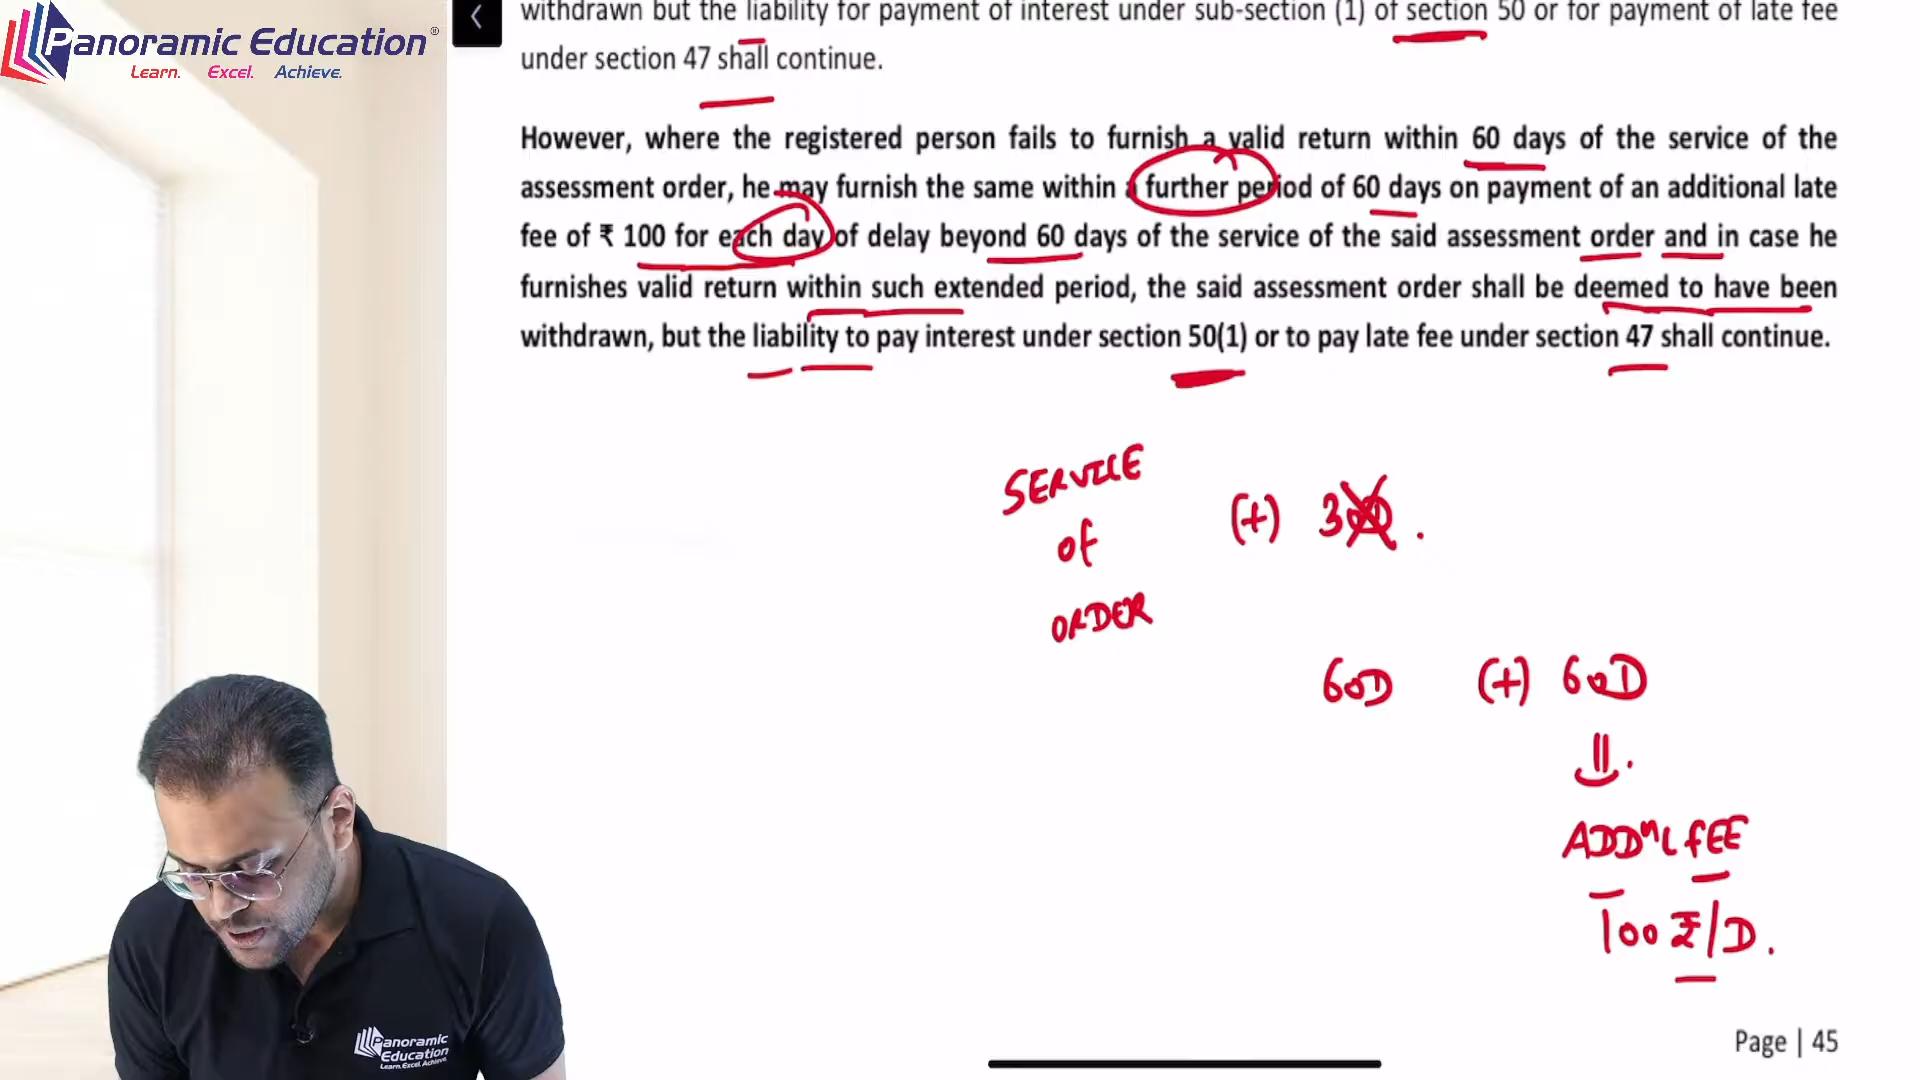 Panoramic Education®
Learn. Excel. Achieve.
withdrawn but the liability for payment of interest under sub-section (1) of section 50 or for payment of late fee
under section 47 shall continue.
However, where the registered person fails to furnish a valid return within 60 days of the service of the
assessment order, he may furnish the same within a further period of 60 days on payment of an additional late
fee of ₹ 100 for each day of delay beyond 60 days of the service of the said assessment order and in case he
furnishes valid return within such extended period, the said assessment order shall be deemed to have been
withdrawn, but the liability to pay interest under section 50(1) or to pay late fee under section 47 shall continue.
SERVICE
of
ORDER
(+)
60D (+) 60D
ADDnL FEE
100 ₹/D.
Panoramic
Education
Learn.Excel.Achieve.
Page | 45